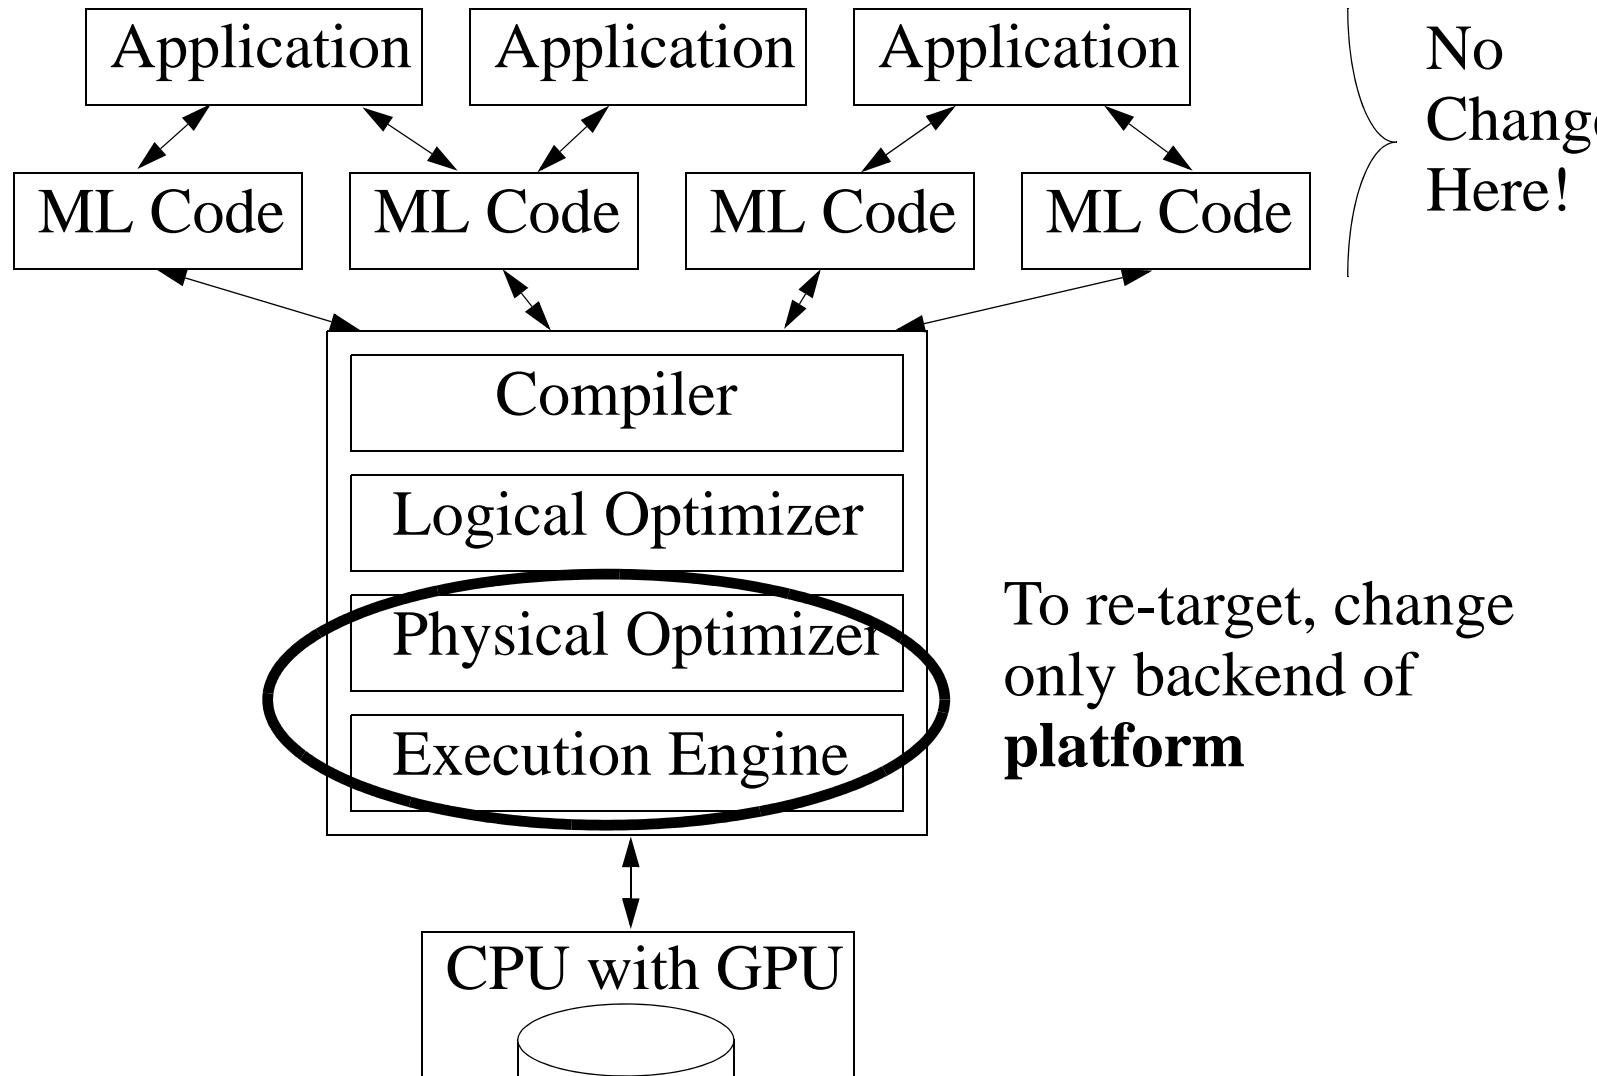 Application
Application
Application
No
Change
Here!
ML Code
ML Code
ML Code
ML Code
Compiler
Logical Optimizer
Physical Optimizer
Execution Engine
To re-target, change
only backend of
platform
CPU with GPU